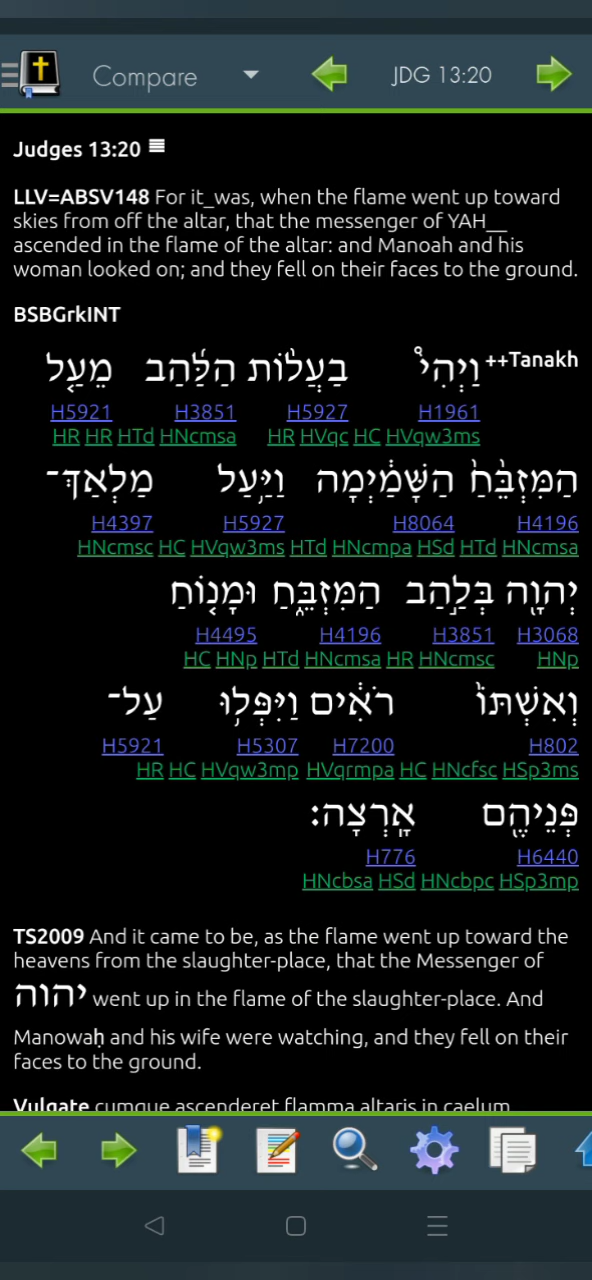 Compare
JDG 13:20
Judges 13:20
LLV=ABSV148 For it_was, when the flame went up toward
skies from off the altar, that the messenger of YAH__
ascended in the flame of the altar: and Manoah and his
woman looked on; and they fell on their faces to the ground.
BSBGrkINT
++Tanakh וַיְהִי֩ בַעֲל֨וֹת הַלַּ֜הַב מֵעַ֤ל
H5921 H3851 H5927 H1961
HR HR HTd HNcmsa HR HVqc HC HVqw3ms
הַמִּזְבֵּ֙חַ֙ הַשָּׁמַ֔יְמָה וַיַּ֥עַל מַלְאַךְ־
H4397 H5927 H8064 H4196
HNcmsc HC HVqw3ms HTd HNcmpa HSd HTd HNcmsa
יְהוָ֖ה בְּלַ֣הַב הַמִּזְבֵּ֑חַ וּמָנ֤וֹחַ
H4495 H4196 H3851 H3068
HC HNp HTd HNcmsa HR HNcmsc HNp
וְאִשְׁתּוֹ֙ רֹאִ֔ים וַיִּפְּל֥וּ עַל־
H5921 H5307 H7200 H802
HR HC HVqw3mp HVqrmpa HC HNcfsc HSp3ms
פְּנֵיהֶ֖ם אָֽרְצָה׃
H776 H6440
HNcbsa HSd HNcbpc HSp3mp
TS2009 And it came to be, as the flame went up toward the
heavens from the slaughter-place, that the Messenger of
יהוה went up in the flame of the slaughter-place. And
Manowaḥ and his wife were watching, and they fell on their
faces to the ground.
Vulgate cumque ascenderet flamma altaris in caelum